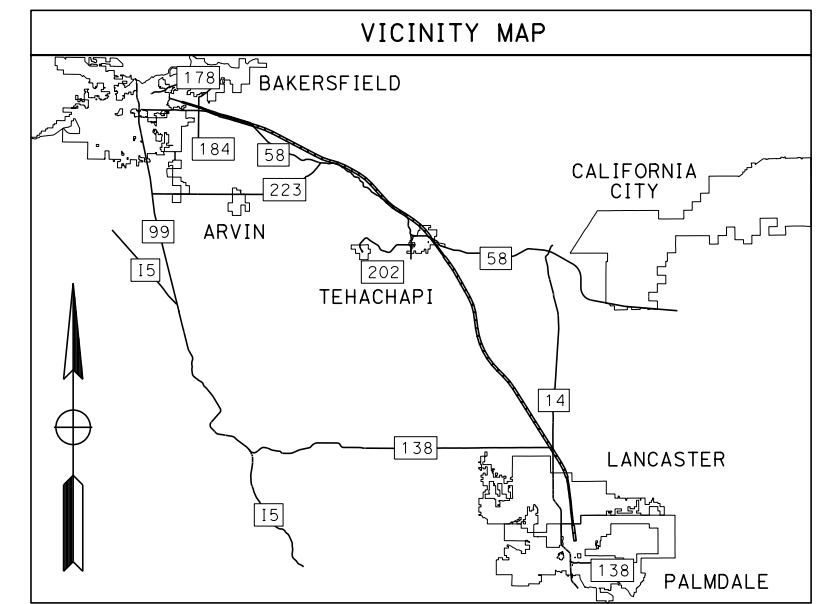 VICINITY MAP
178
BAKERSFIELD
184
58
223
CALIFORNIA
CITY
ARVIN
99
58
I5
202
TEHACHAPI
14
138
LANCASTER
I5
138
PALMDALE